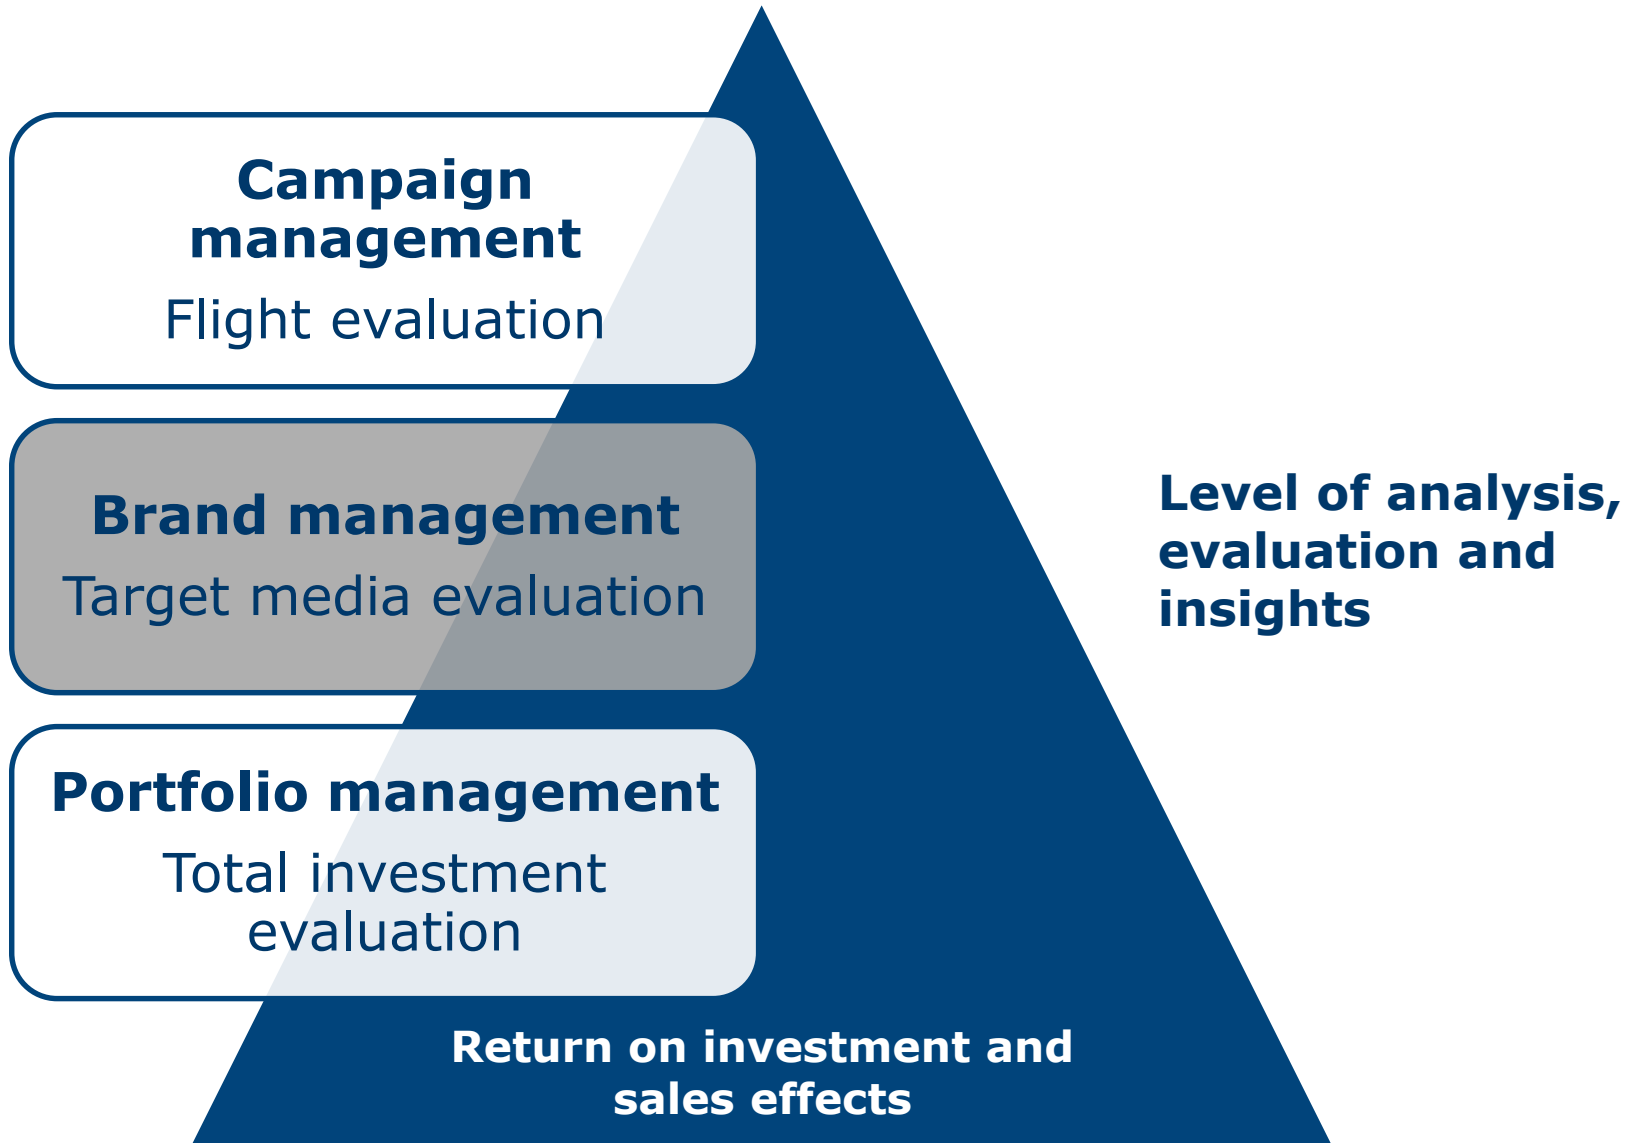 Campaign
management
Flight evaluation
Brand management
Target media evaluation
Portfolio management
Total investment
evaluation
Level of analysis,
evaluation and
insights
Return on investment and
sales effects